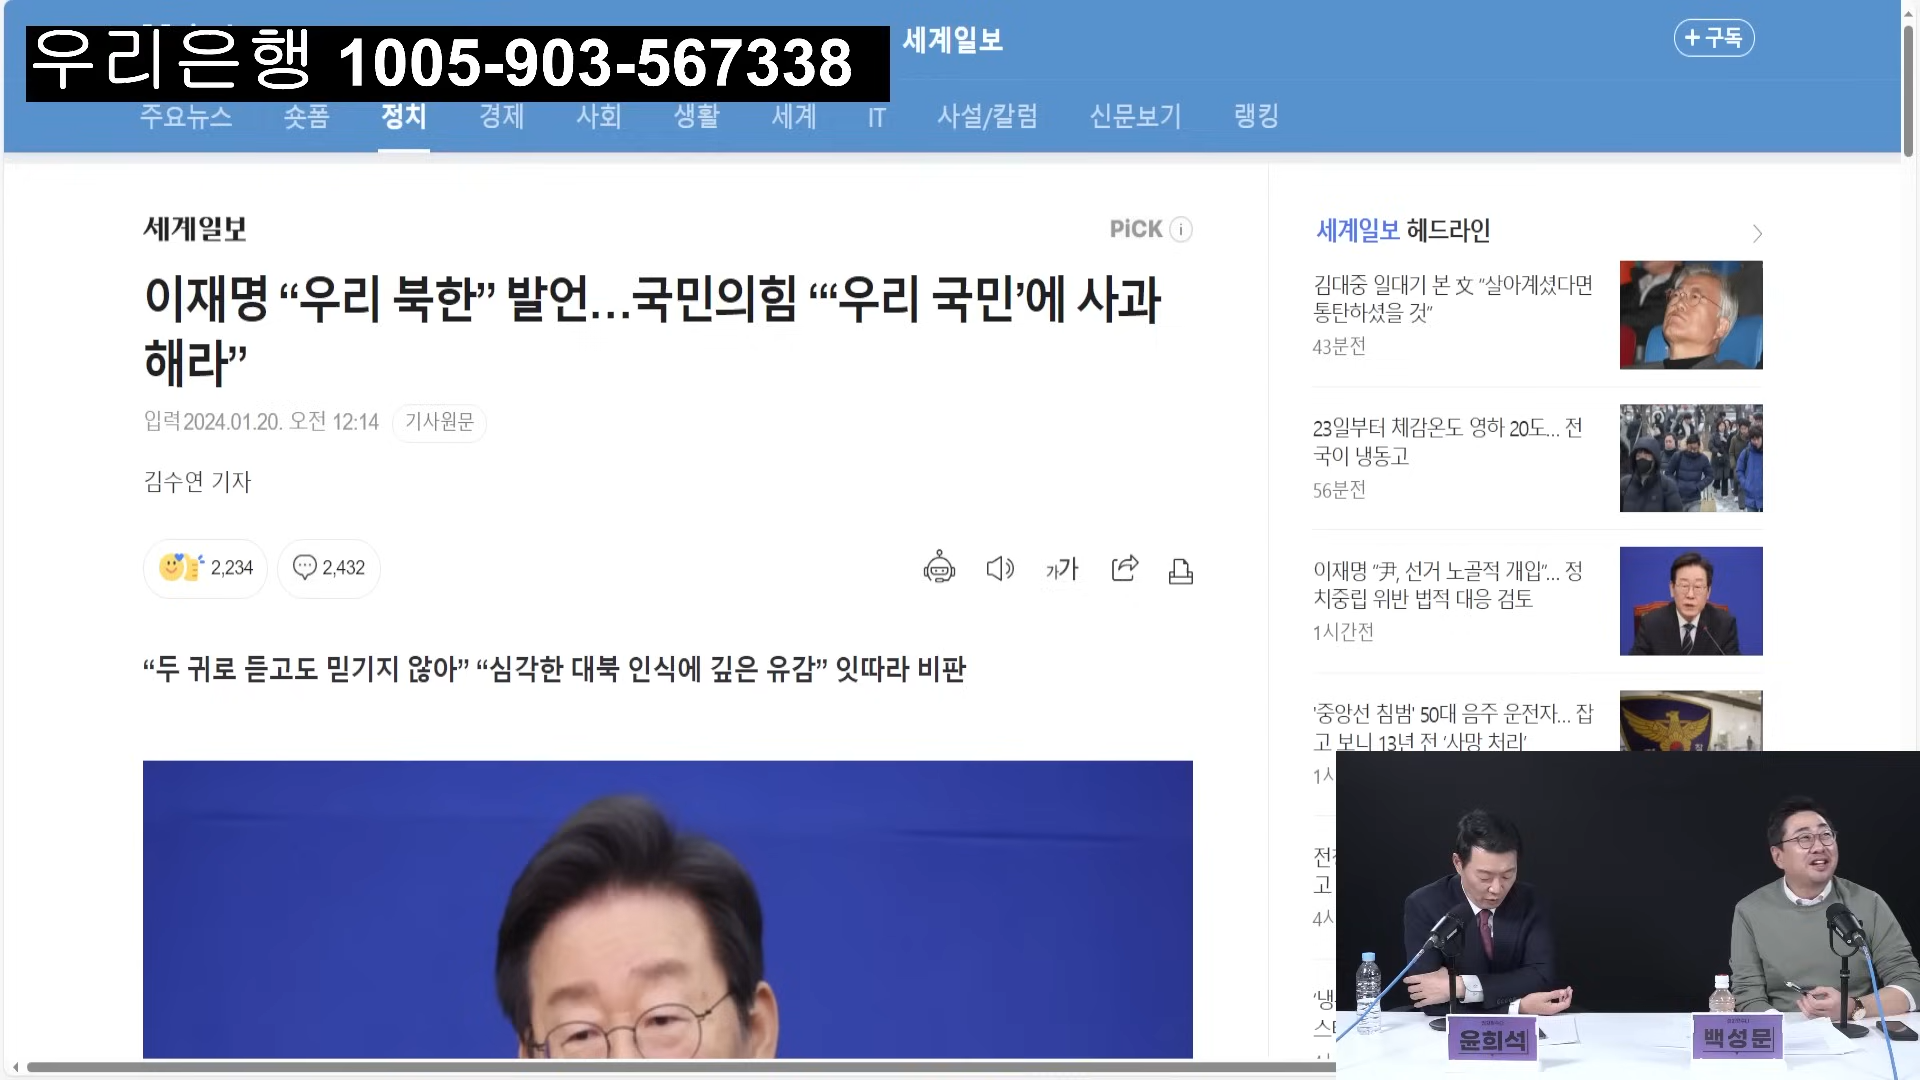 우리은행 1005-903-567338
세계일보
+ 구독
주요뉴스 숏폼 정치 경제 사회 생활 세계 IT 사설/칼럼 신문보기 랭킹
세계일보
PiCK i
이재명 “우리 북한” 발언…국민의힘 “‘우리 국민’에 사과
해라”
입력 2024.01.20. 오전 12:14 기사원문
김수연 기자
2,234 2,432
가가
“두 귀로 듣고도 믿기지 않아” “심각한 대북 인식에 깊은 유감” 잇따라 비판
세계일보 헤드라인
김대중 일대기 본 文 “살아계셨다면
통탄하셨을 것”
43분전
23일부터 체감온도 영하 20도… 전
국이 냉동고
56분전
이재명 “尹, 선거 노골적 개입”… 정
치중립 위반 법적 대응 검토
1시간전
'중앙선 침범' 50대 음주 운전자… 잡
고 보니 13년 전 ‘사망 처리’
1시
고
4시
‘냉
윤희석
백성문